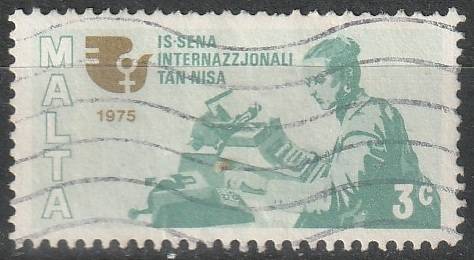 MALTA
IS-SENA
INTERNAZZJONALI
TAN-NISA
1975
3c